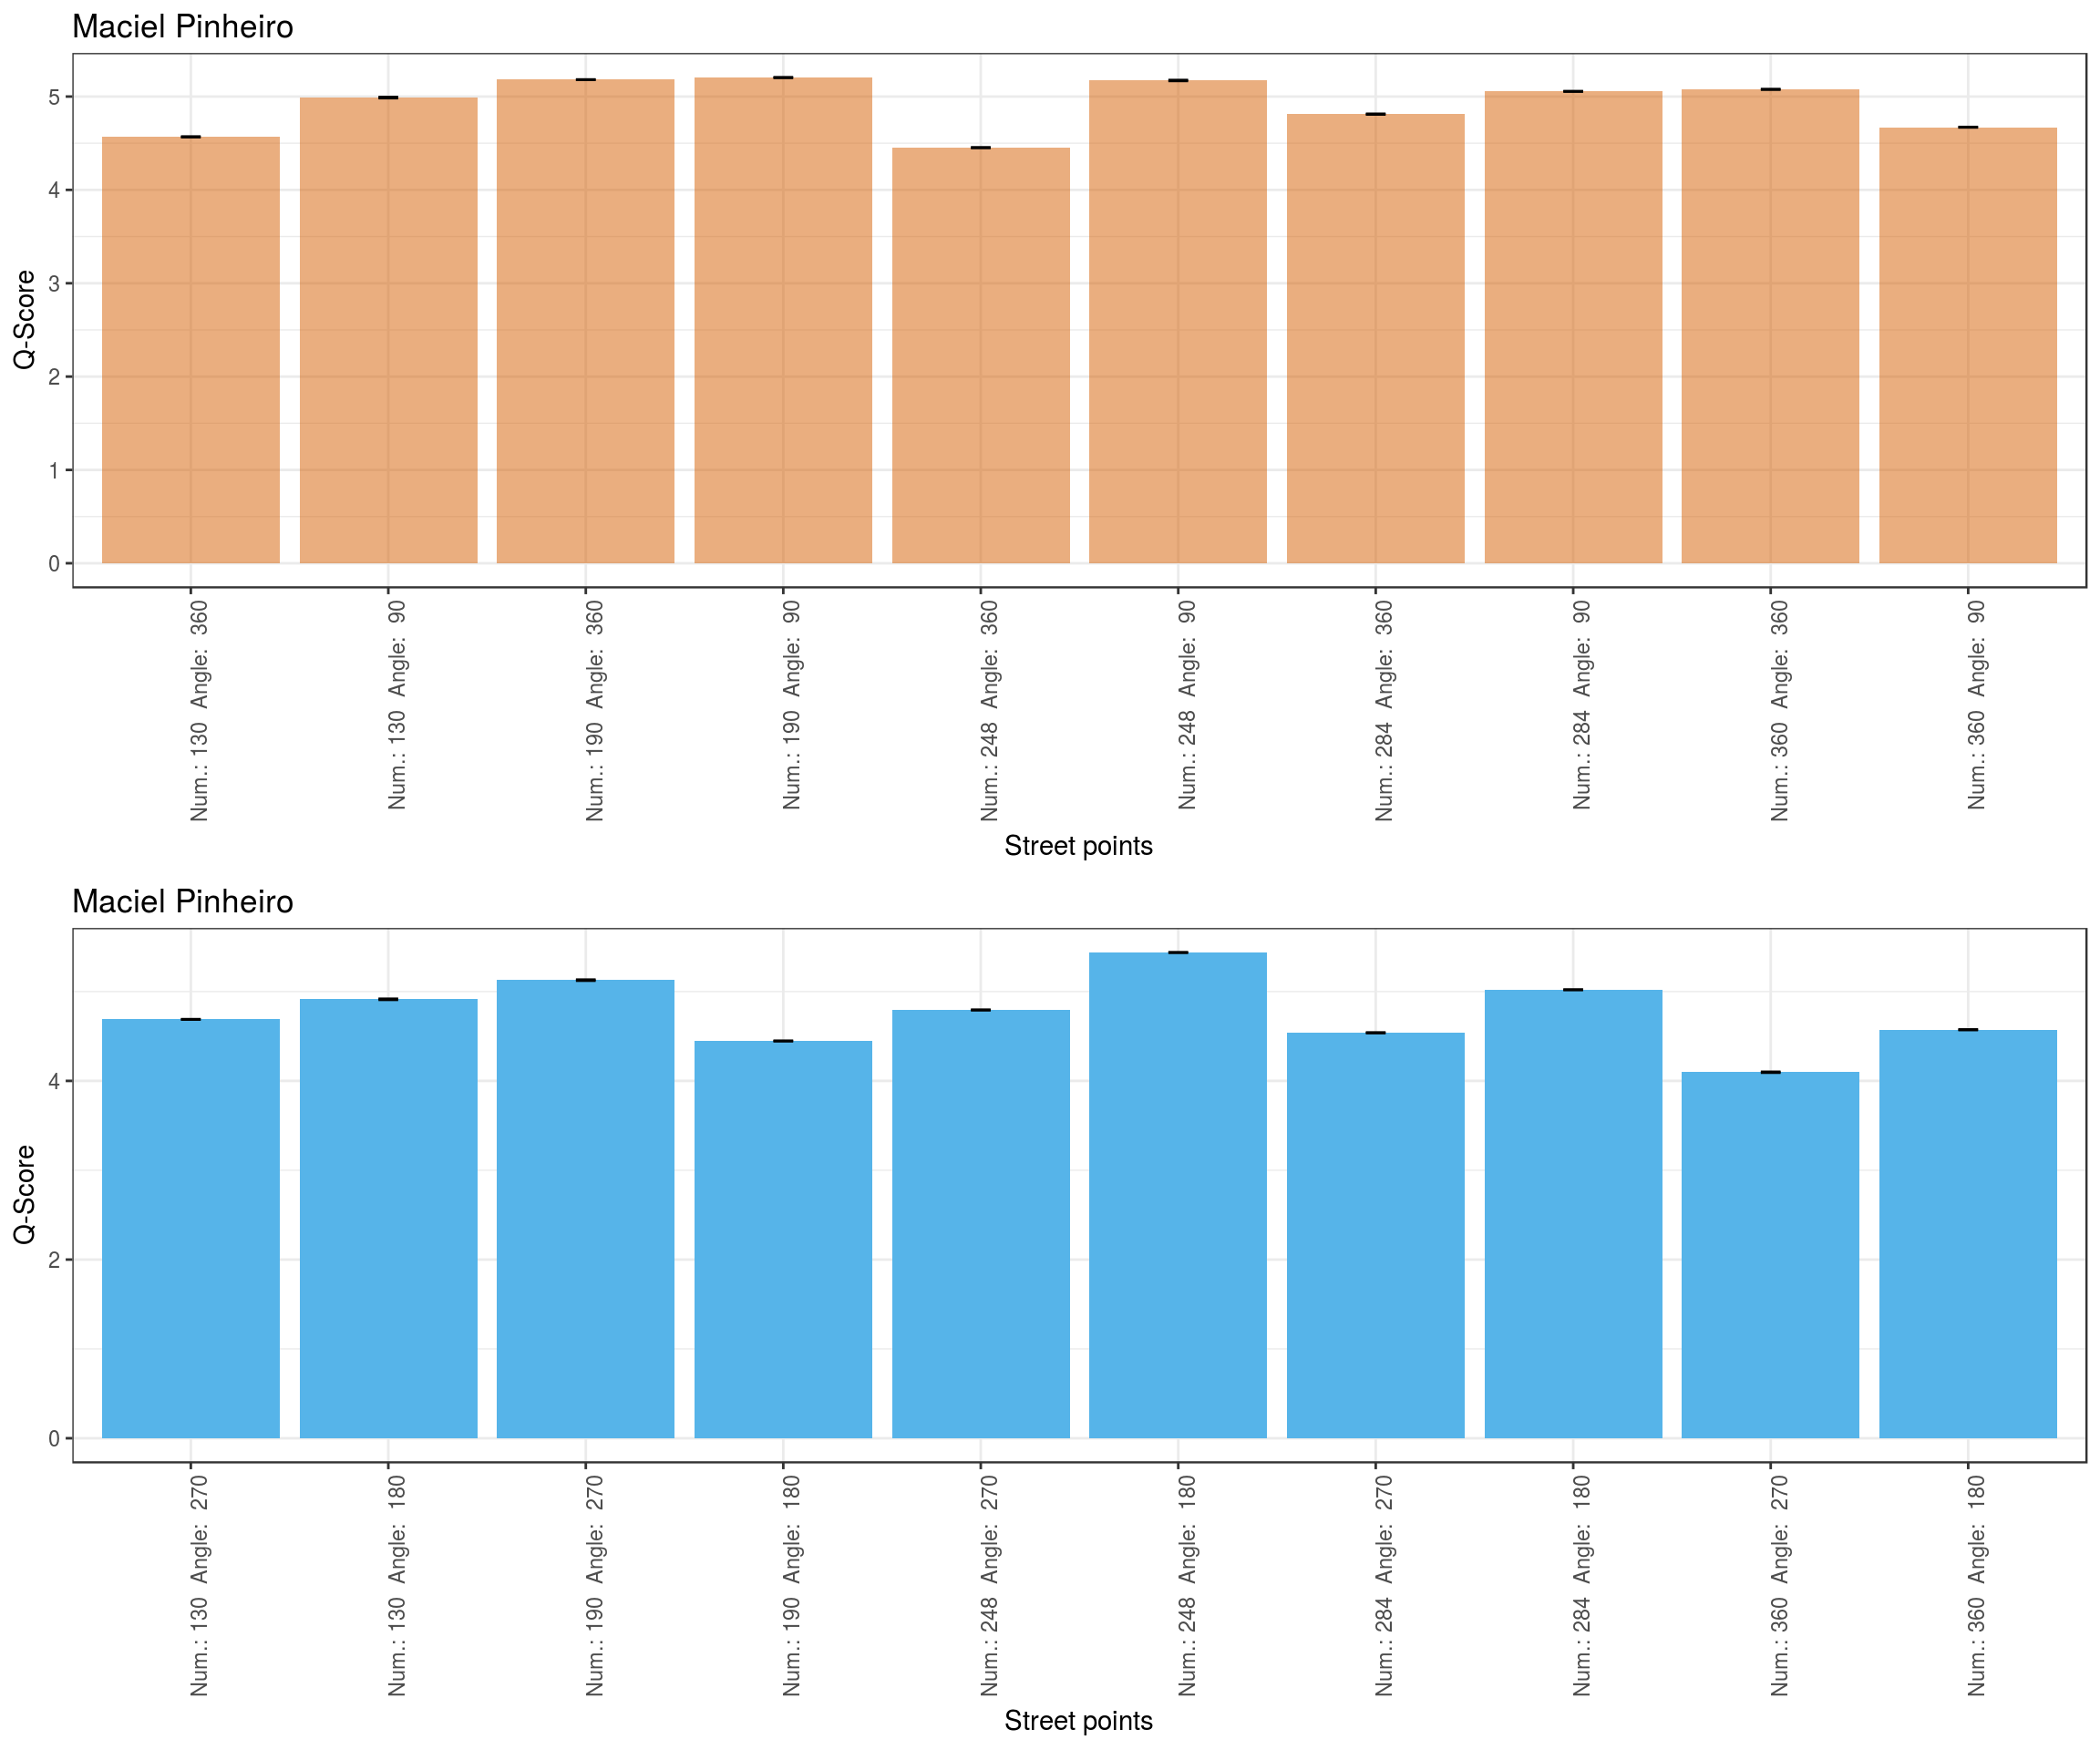 Maciel Pinheiro
Q-Score
5
4
3
2
1
0
Num.: 130 Angle: 360
Num.: 130 Angle: 90
Num.: 190 Angle: 360
Num.: 190 Angle: 90
Num.: 248 Angle: 360
Num.: 248 Angle: 90
Num.: 284 Angle: 360
Num.: 284 Angle: 90
Num.: 360 Angle: 360
Num.: 360 Angle: 90
Street points
Maciel Pinheiro
Q-Score
4
2
0
Num.: 130 Angle: 270
Num.: 130 Angle: 180
Num.: 190 Angle: 270
Num.: 190 Angle: 180
Num.: 248 Angle: 270
Num.: 248 Angle: 180
Num.: 284 Angle: 270
Num.: 284 Angle: 180
Num.: 360 Angle: 270
Num.: 360 Angle: 180
Street points